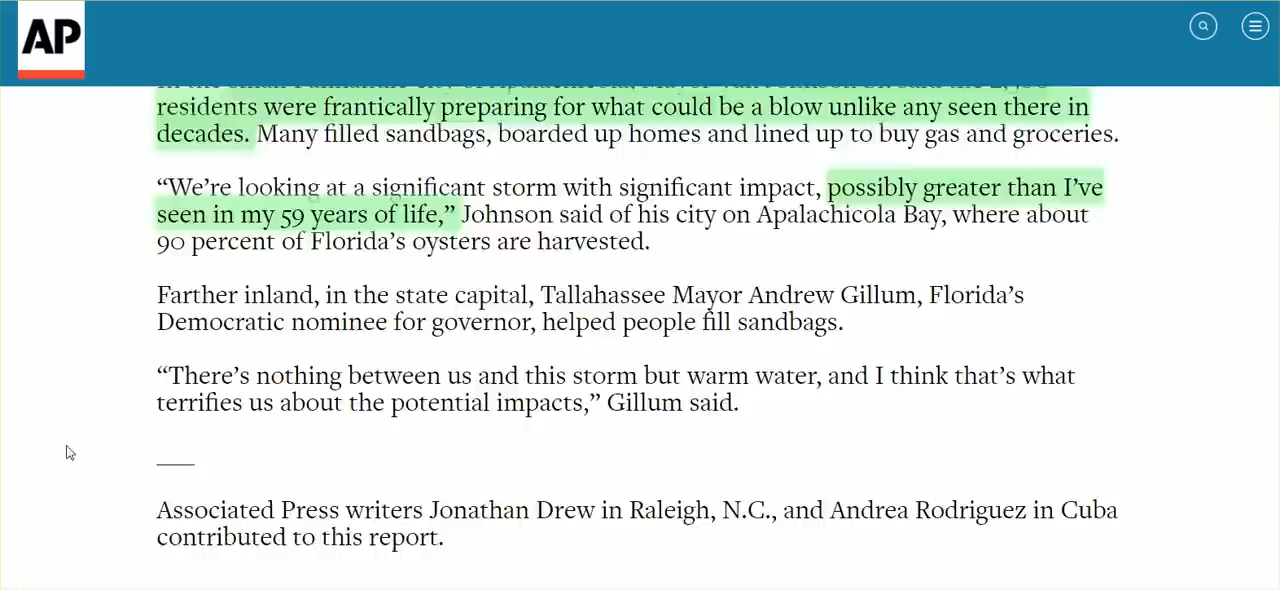 AP
residents were frantically preparing for what could be a blow unlike any seen there in
decades. Many filled sandbags, boarded up homes and lined up to buy gas and groceries.
“We’re looking at a significant storm with significant impact, possibly greater than I’ve
seen in my 59 years of life,” Johnson said of his city on Apalachicola Bay, where about
90 percent of Florida’s oysters are harvested.
Farther inland, in the state capital, Tallahassee Mayor Andrew Gillum, Florida’s
Democratic nominee for governor, helped people fill sandbags.
“There’s nothing between us and this storm but warm water, and I think that’s what
terrifies us about the potential impacts,” Gillum said.
Associated Press writers Jonathan Drew in Raleigh, N.C., and Andrea Rodriguez in Cuba
contributed to this report.